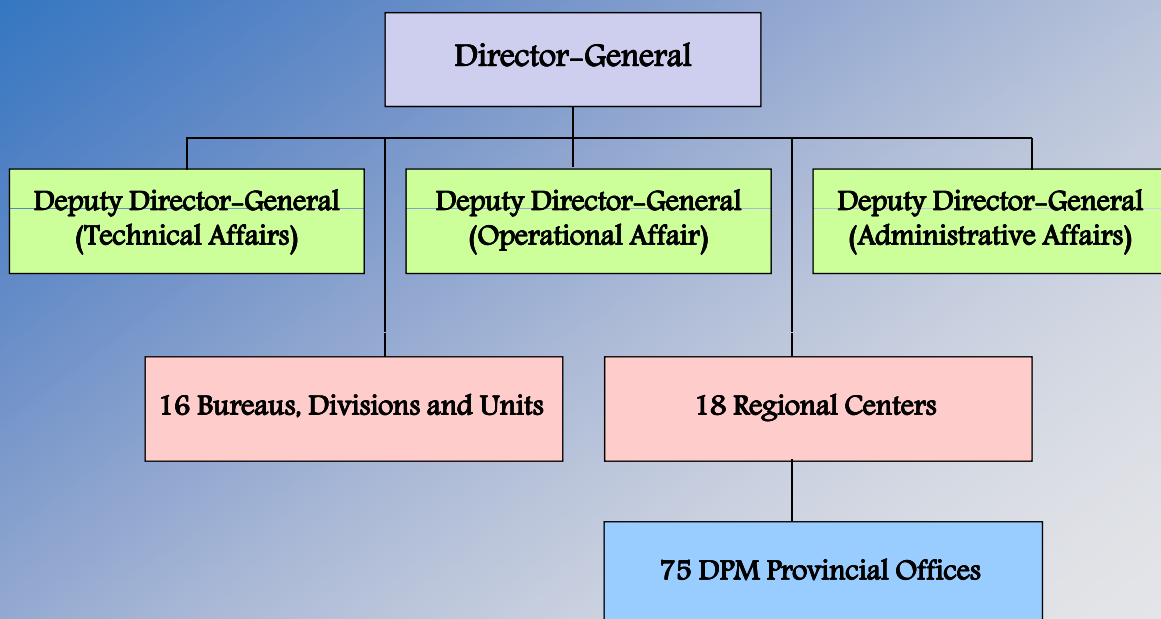 Director-General
Deputy Director-General
(Technical Affairs)
Deputy Director-General
(Operational Affair)
Deputy Director-General
(Administrative Affairs)
16 Bureaus, Divisions and Units
18 Regional Centers
75 DPM Provincial Offices